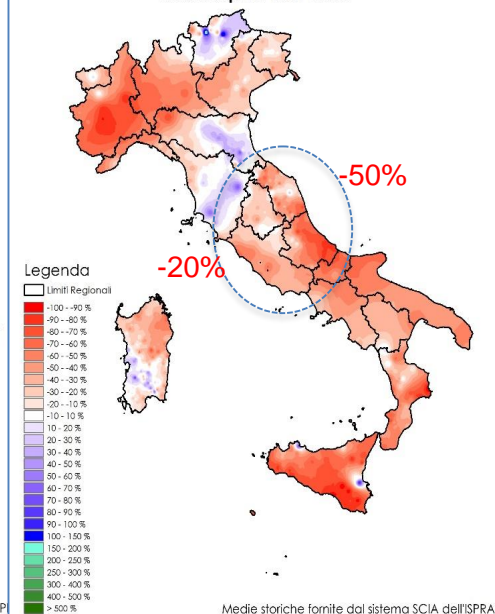 -50%
-20%
Legenda
Limiti Regionali
-100 - -90 %
-90 - -80 %
-80 - -70 %
-70 - -60 %
-60 - -50 %
-50 - -40 %
-40 - -30 %
-30 - -20 %
-20 - -10 %
-10 - 10 %
10 - 20 %
20 - 30 %
30 - 40 %
40 - 50 %
50 - 60 %
60 - 70 %
70 - 80 %
80 - 90 %
90 - 100 %
100 - 150 %
150 - 200 %
200 - 250 %
250 - 300 %
300 - 400 %
400 - 500 %
> 500 %
Medie storiche fornite dal sistema SCIA dell'ISPRA